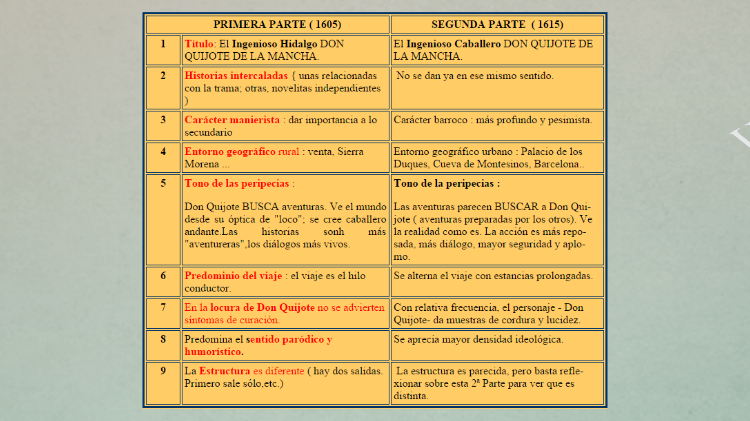 PRIMERA PARTE ( 1605)
SEGUNDA PARTE ( 1615)
1
Título: El Ingenioso Hidalgo DON
QUIJOTE DE LA MANCHA.
El Ingenioso Caballero DON QUIJOTE DE
LA MANCHA.
2
Historias intercaladas ( unas relacionadas
con la trama; otras, novelitas independientes
)
No se dan ya en ese mismo sentido.
3
Carácter manierista : dar importancia a lo
secundario
Carácter barroco : más profundo y pesimista.
4
Entorno geográfico rural : venta, Sierra
Morena ...
Entorno geográfico urbano : Palacio de los
Duques, Cueva de Montesinos, Barcelona..
5
Tono de las peripecias :
Don Quijote BUSCA aventuras. Ve el mundo
desde su óptica de "loco"; se cree caballero
andante.Las historias sonh más
"aventureras",los diálogos más vivos.
Tono de la peripecias :
Las aventuras parecen BUSCAR a Don Qui-
jote ( aventuras preparadas por los otros). Ve
la realidad como es. La acción es más repo-
sada, más diálogo, mayor seguridad y aplo-
mo.
6
Predominio del viaje : el viaje es el hilo
conductor.
Se alterna el viaje con estancias prolongadas.
7
En la locura de Don Quijote no se advierten
síntomas de curación.
Con relativa frecuencia, el personaje - Don
Quijote- da muestras de cordura y lucidez.
8
Predomina el sentido paródico y
humorístico.
Se aprecia mayor densidad ideológica.
9
La Estructura es diferente ( hay dos salidas.
Primero sale sólo,etc.)
La estructura es parecida, pero basta refle-
xionar sobre esta 2ª Parte para ver que es
distinta.